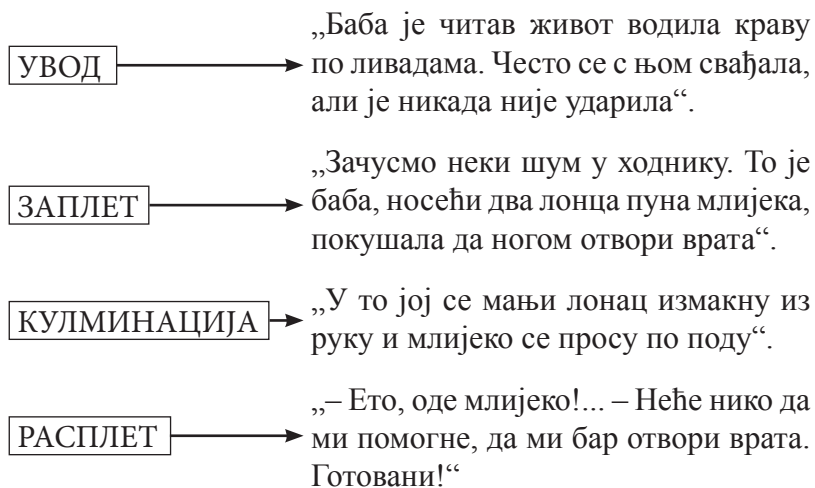 УВОД
„Баба је читав живот водила краву
по ливадама. Често се с њом свађала,
али је никада није ударила“.
ЗАПЛЕТ
„Зачусмо неки шум у ходнику. То је
баба, носећи два лонца пуна млијека,
покушала да ногом отвори врата“.
КУЛМИНАЦИЈА
„У то јој се мањи лонац измакну из
руку и млијеко се просу по поду“.
РАСПЛЕТ
„– Ето, оде млијеко!... – Неће нико да
ми помогне, да ми бар отвори врата.
Готовани!“